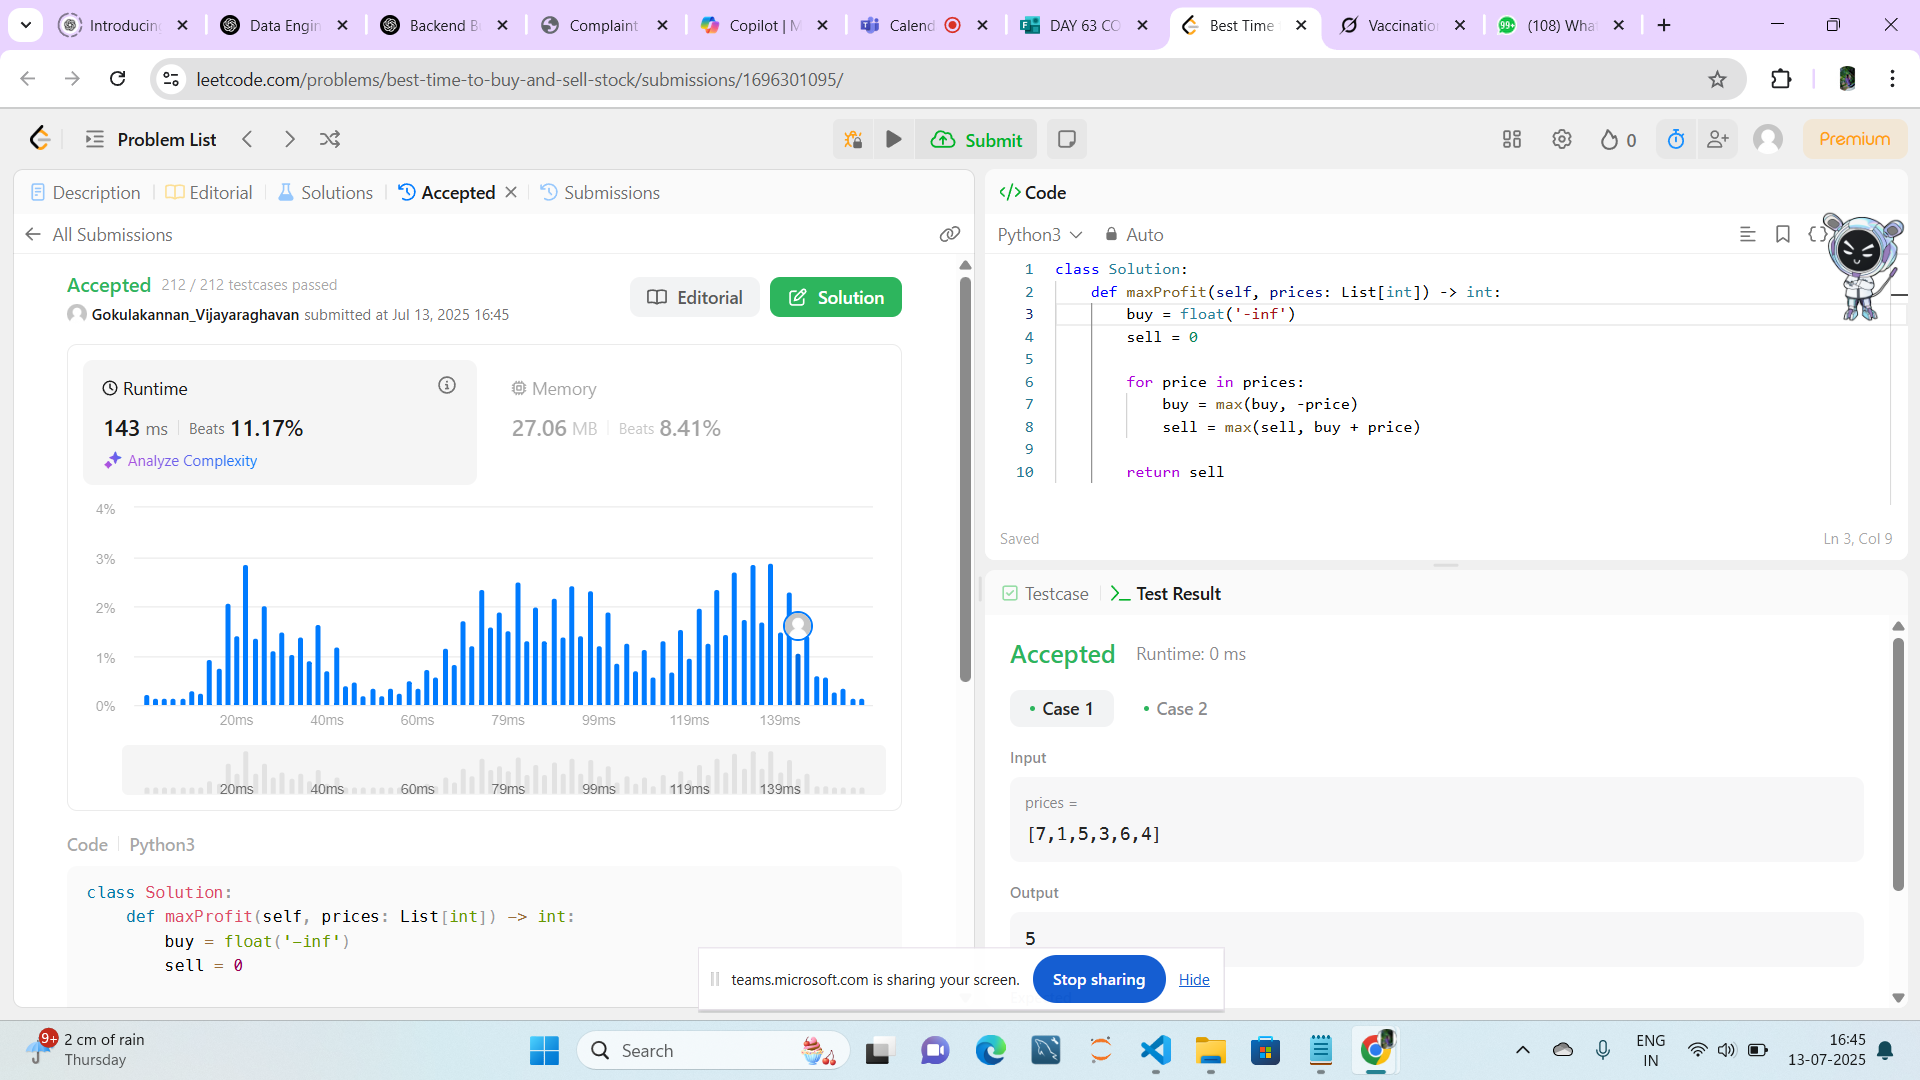 Introducing
Data Engin
Backend B
Complaint
Copilot | M
Calend
DAY 63 CO
Best Time
Vaccinatio
(108) Wha
leetcode.com/problems/best-time-to-buy-and-sell-stock/submissions/1696301095/
Problem List
Submit
0
Premium
Description
Editorial
Solutions
Accepted
Submissions
All Submissions
Accepted 212 / 212 testcases passed
Gokulakannan_Vijayaraghavan submitted at Jul 13, 2025 16:45
Editorial
Solution
Runtime
143 ms Beats 11.17%
Analyze Complexity
Memory
27.06 MB Beats 8.41%
4%
3%
2%
1%
0%
20ms 40ms 60ms 79ms 99ms 119ms 139ms
20ms 40ms 60ms 79ms 99ms 119ms 139ms
Code Python3
class Solution:
def maxProfit(self, prices: List[int]) -> int:
buy = float('-inf')
sell = 0
</> Code
Python3 Auto
1 class Solution:
2 def maxProfit(self, prices: List[int]) -> int:
3 buy = float('-inf')
4 sell = 0
5
6 for price in prices:
7 buy = max(buy, -price)
8 sell = max(sell, buy + price)
9
10 return sell
Saved
Ln 3, Col 9
Testcase
Test Result
Accepted Runtime: 0 ms
Case 1
Case 2
Input
prices =
[7,1,5,3,6,4]
Output
5
teams.microsoft.com is sharing your screen.
Stop sharing
Hide
9+
2 cm of rain
Thursday
Search
ENG
IN
16:45
13-07-2025